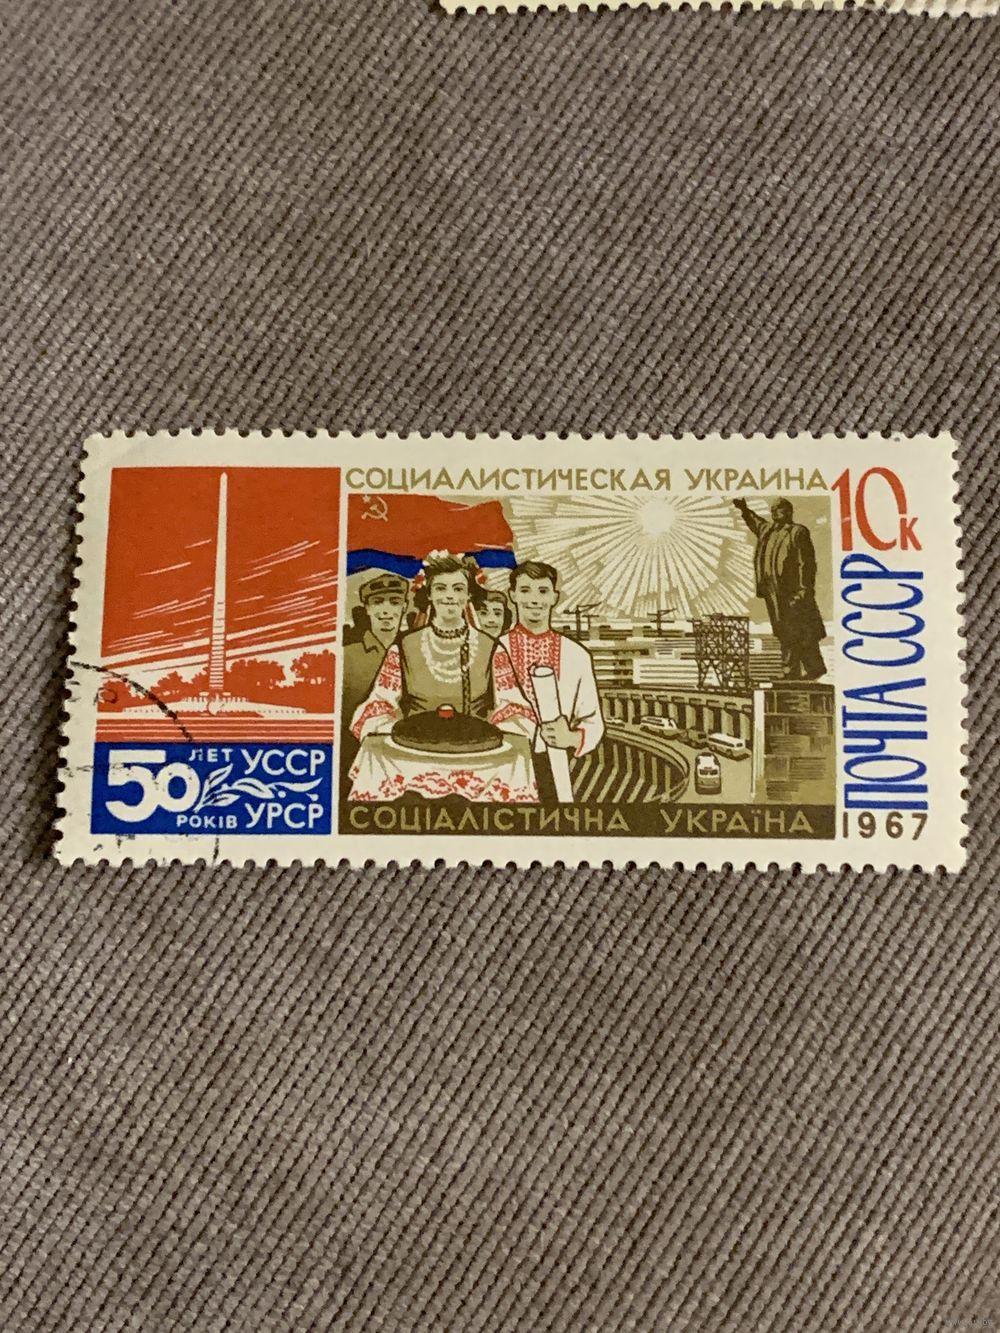 СОЦИАЛИСТИЧЕСКАЯ УКРАИНА
10к
ПОЧТА СССР
50 ЛЕТ УССР
РОКІВ УРСР
СОЦІАЛІСТИЧНА УКРАЇНА
1967